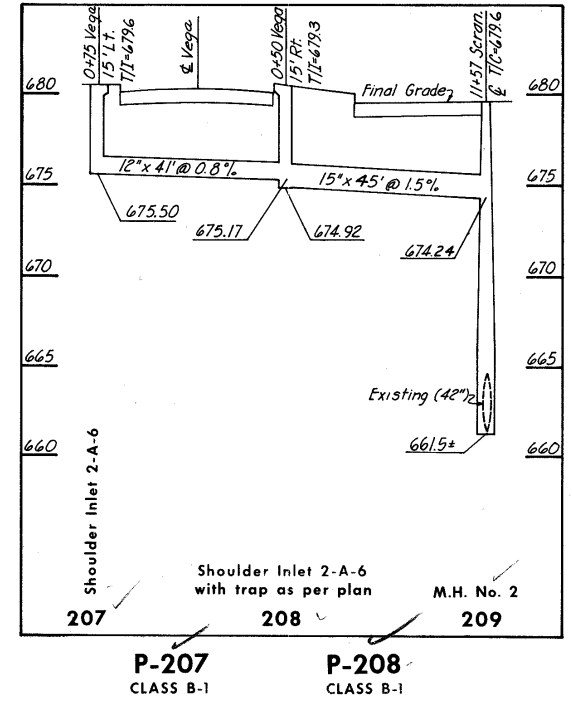 0+75 Vega
15' Lt.
T/I=679.6
℄ Vega
0+50 Vega
15' Rt.
T/I=679.3
11+57 Scran.
℄ T/C=679.6
680
Final Grade
680
675
12" x 41' @ 0.8%
15" x 45' @ 1.5%
675
675.50
675.17
674.92
674.24
670
670
665
665
Existing (42")
661.5±
660
660
Shoulder Inlet 2-A-6
Shoulder Inlet 2-A-6
with trap as per plan
M.H. No. 2
207
208
209
P-207
CLASS B-1
P-208
CLASS B-1